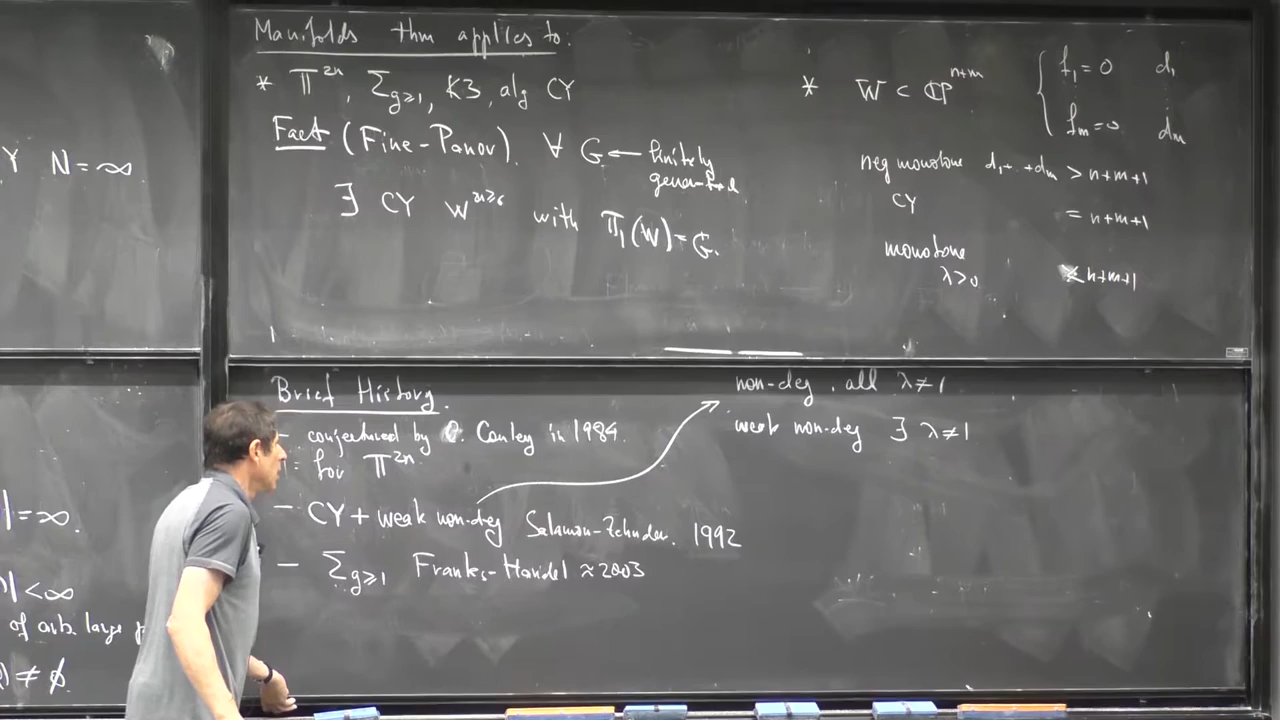 Manifolds thm applies to:
* 𝕋^{2n}, Σ_{g≥1}, K3, alg CY
Fact (Fine-Panov). ∀ G ← finitely generated
∃ CY W^{2n≥6} with π_1(W) = G.
* W ⊂ ℂP^{n+m} { f_1 = 0 d_1
f_m = 0 d_m
neg monotone d_1 + .. + d_m > n+m+1
CY = n+m+1
monotone
λ>0 < n+m+1
Y N = ∞
| = ∞.
) | < ∞
of arb. large
) ≠ ∅
Brief History.
- conjectured by C. Conley in 1984
for 𝕋^{2n}
- CY + weak non-deg Salamon-Zehnder. 1992
- Σ_{g≥1} Franks-Handel ≈ 2003
non-deg. all λ ≠ 1
weak non-deg ∃ λ ≠ 1